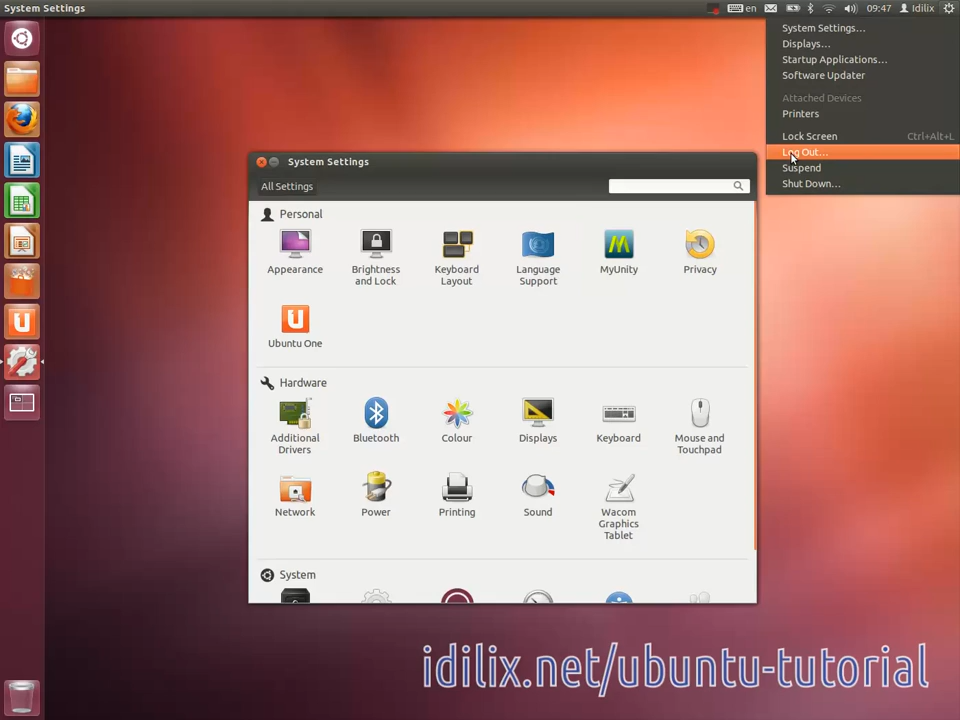 System Settings
en
09:47
Idilix
System Settings...
Displays...
Startup Applications...
Software Updater
Attached Devices
Printers
Lock Screen Ctrl+Alt+L
Log Out...
Suspend
Shut Down...
System Settings
All Settings
Personal
Appearance
Brightness
and Lock
Keyboard
Layout
Language
Support
MyUnity
Privacy
Ubuntu One
Hardware
Additional
Drivers
Bluetooth
Colour
Displays
Keyboard
Mouse and
Touchpad
Network
Power
Printing
Sound
Wacom
Graphics
Tablet
System
idilix.net/ubuntu-tutorial